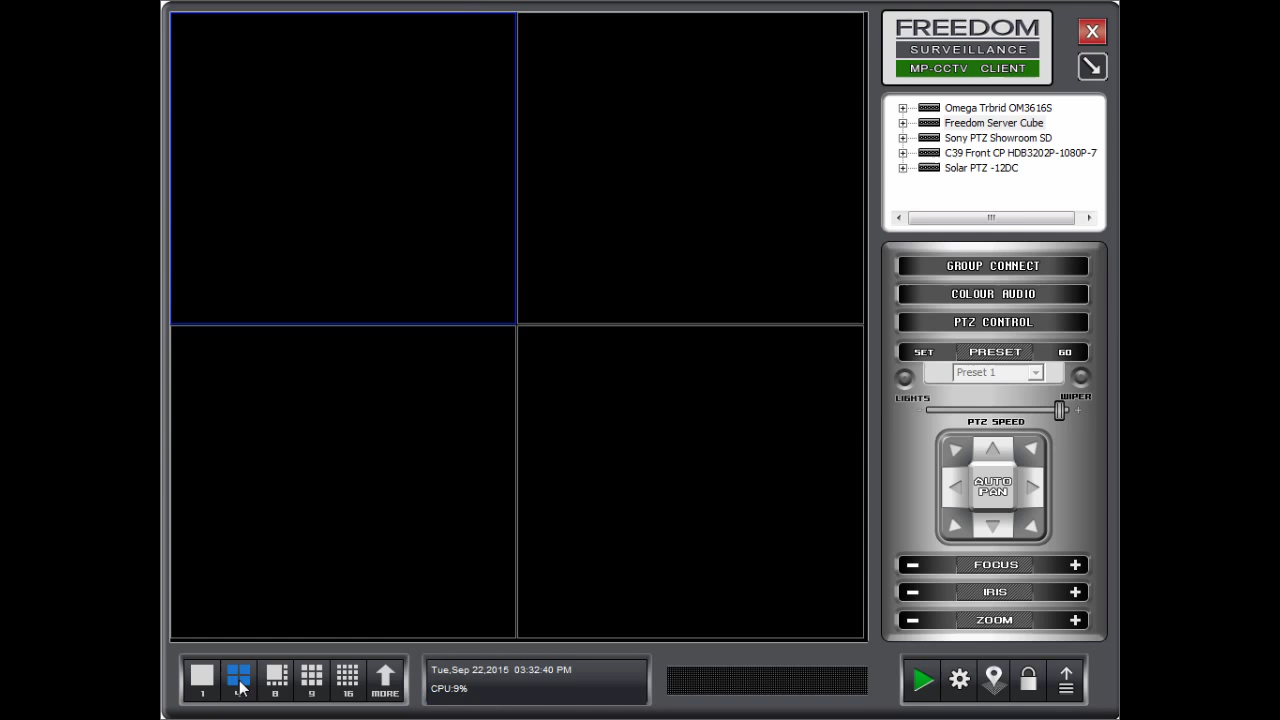 FREEDOM
SURVEILLANCE
MP-CCTV CLIENT
X
Omega Trbrid OM3616S
Freedom Server Cube
Sony PTZ Showroom SD
C39 Front CP HDB3202P-1080P-7
Solar PTZ -12DC
GROUP CONNECT
COLOUR AUDIO
PTZ CONTROL
SET PRESET GO
Preset 1
LIGHTS WIPER
- +
PTZ SPEED
AUTO
PAN
- FOCUS +
- IRIS +
- ZOOM +
1 4 8 9 16 MORE
Tue,Sep 22,2015 03:32:40 PM
CPU:9%